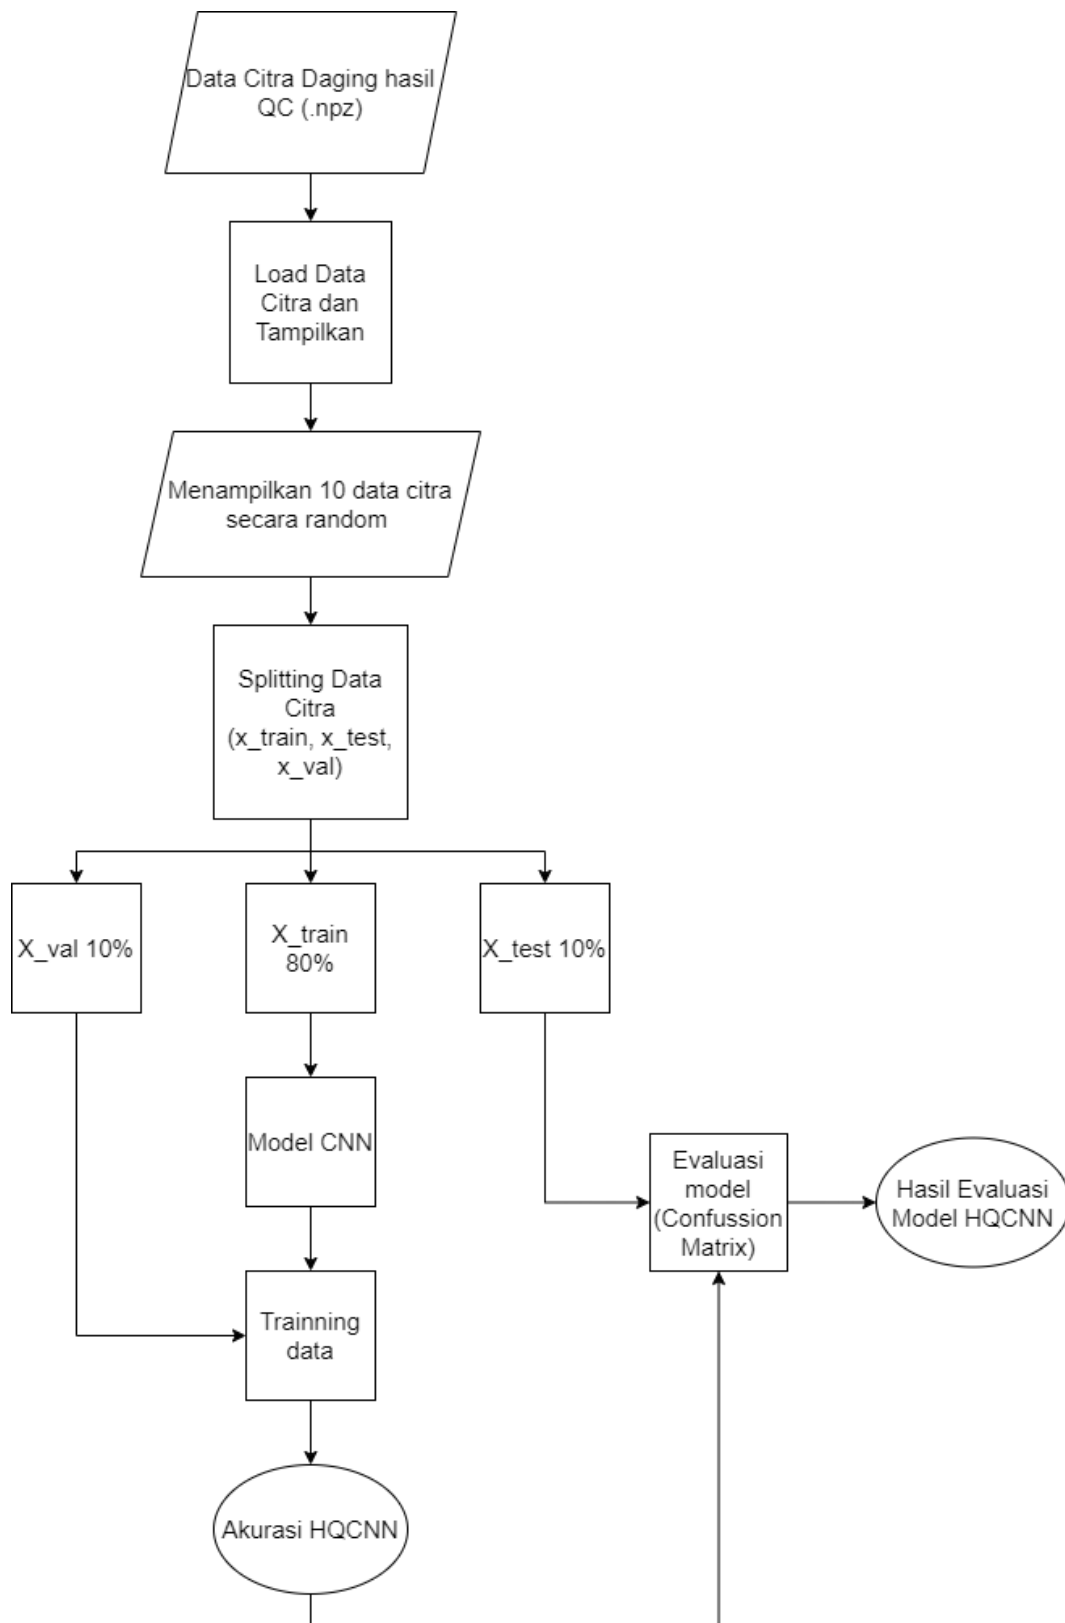 Data Citra Daging hasil
QC (.npz)
Load Data
Citra dan
Tampilkan
Menampilkan 10 data citra
secara random
Splitting Data
Citra
(x_train, x_test,
x_val)
X_val 10%
X_train
80%
X_test 10%
Model CNN
Evaluasi
model
(Confussion
Matrix)
Hasil Evaluasi
Model HQCNN
Trainning
data
Akurasi HQCNN